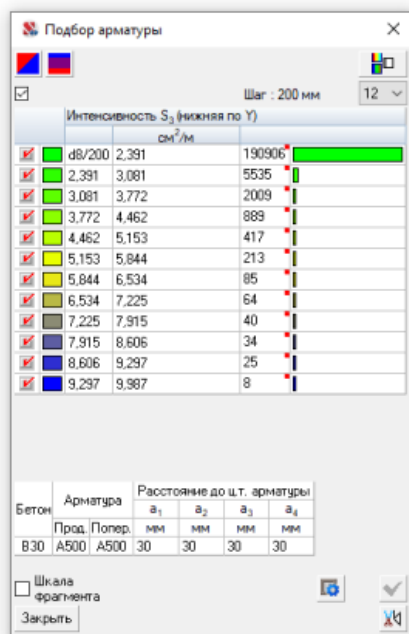 Подбор арматуры
Шаг : 200 мм 12
Интенсивность S3 (нижняя по Y)
см²/м
d8/200 2,391 190906
2,391 3,081 5535
3,081 3,772 2009
3,772 4,462 889
4,462 5,153 417
5,153 5,844 213
5,844 6,534 85
6,534 7,225 64
7,225 7,915 40
7,915 8,606 34
8,606 9,297 25
9,297 9,987 8
Бетон Арматура Расстояние до ц.т. арматуры
a1 a2 a3 a4
Прод. Попер. мм мм мм мм
B30 A500 A500 30 30 30 30
Шкала
фрагмента
Закрыть